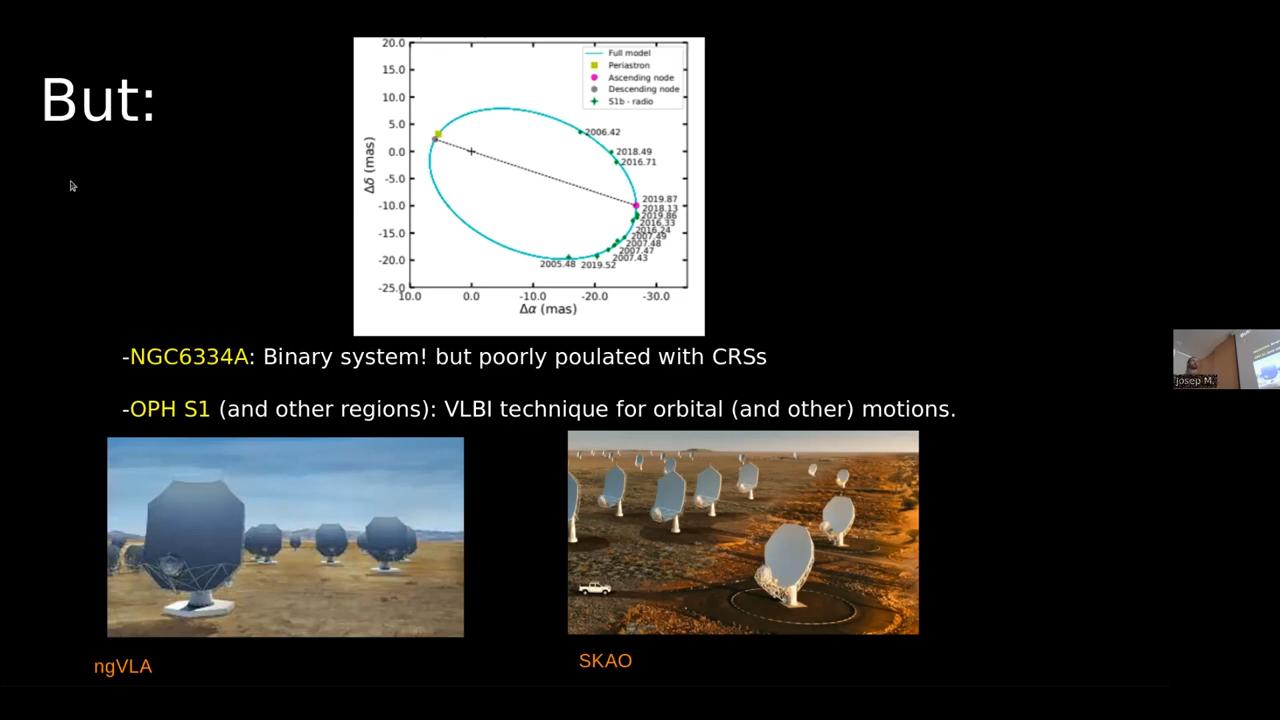 But:
20.0
15.0
10.0
5.0
0.0
-5.0
-10.0
-15.0
-20.0
-25.0
Δδ (mas)
10.0 0.0 -10.0 -20.0 -30.0
Δα (mas)
Full model
Periastron
Ascending node
Descending node
S1b - radio
2006.42
2018.49
2016.71
2019.87
2018.13
2019.86
2016.33
2016.24
2007.49
2007.48
2007.47
2007.43
2005.48 2019.52
-NGC6334A: Binary system! but poorly poulated with CRSs
-OPH S1 (and other regions): VLBI technique for orbital (and other) motions.
Josep M.
ngVLA
SKAO